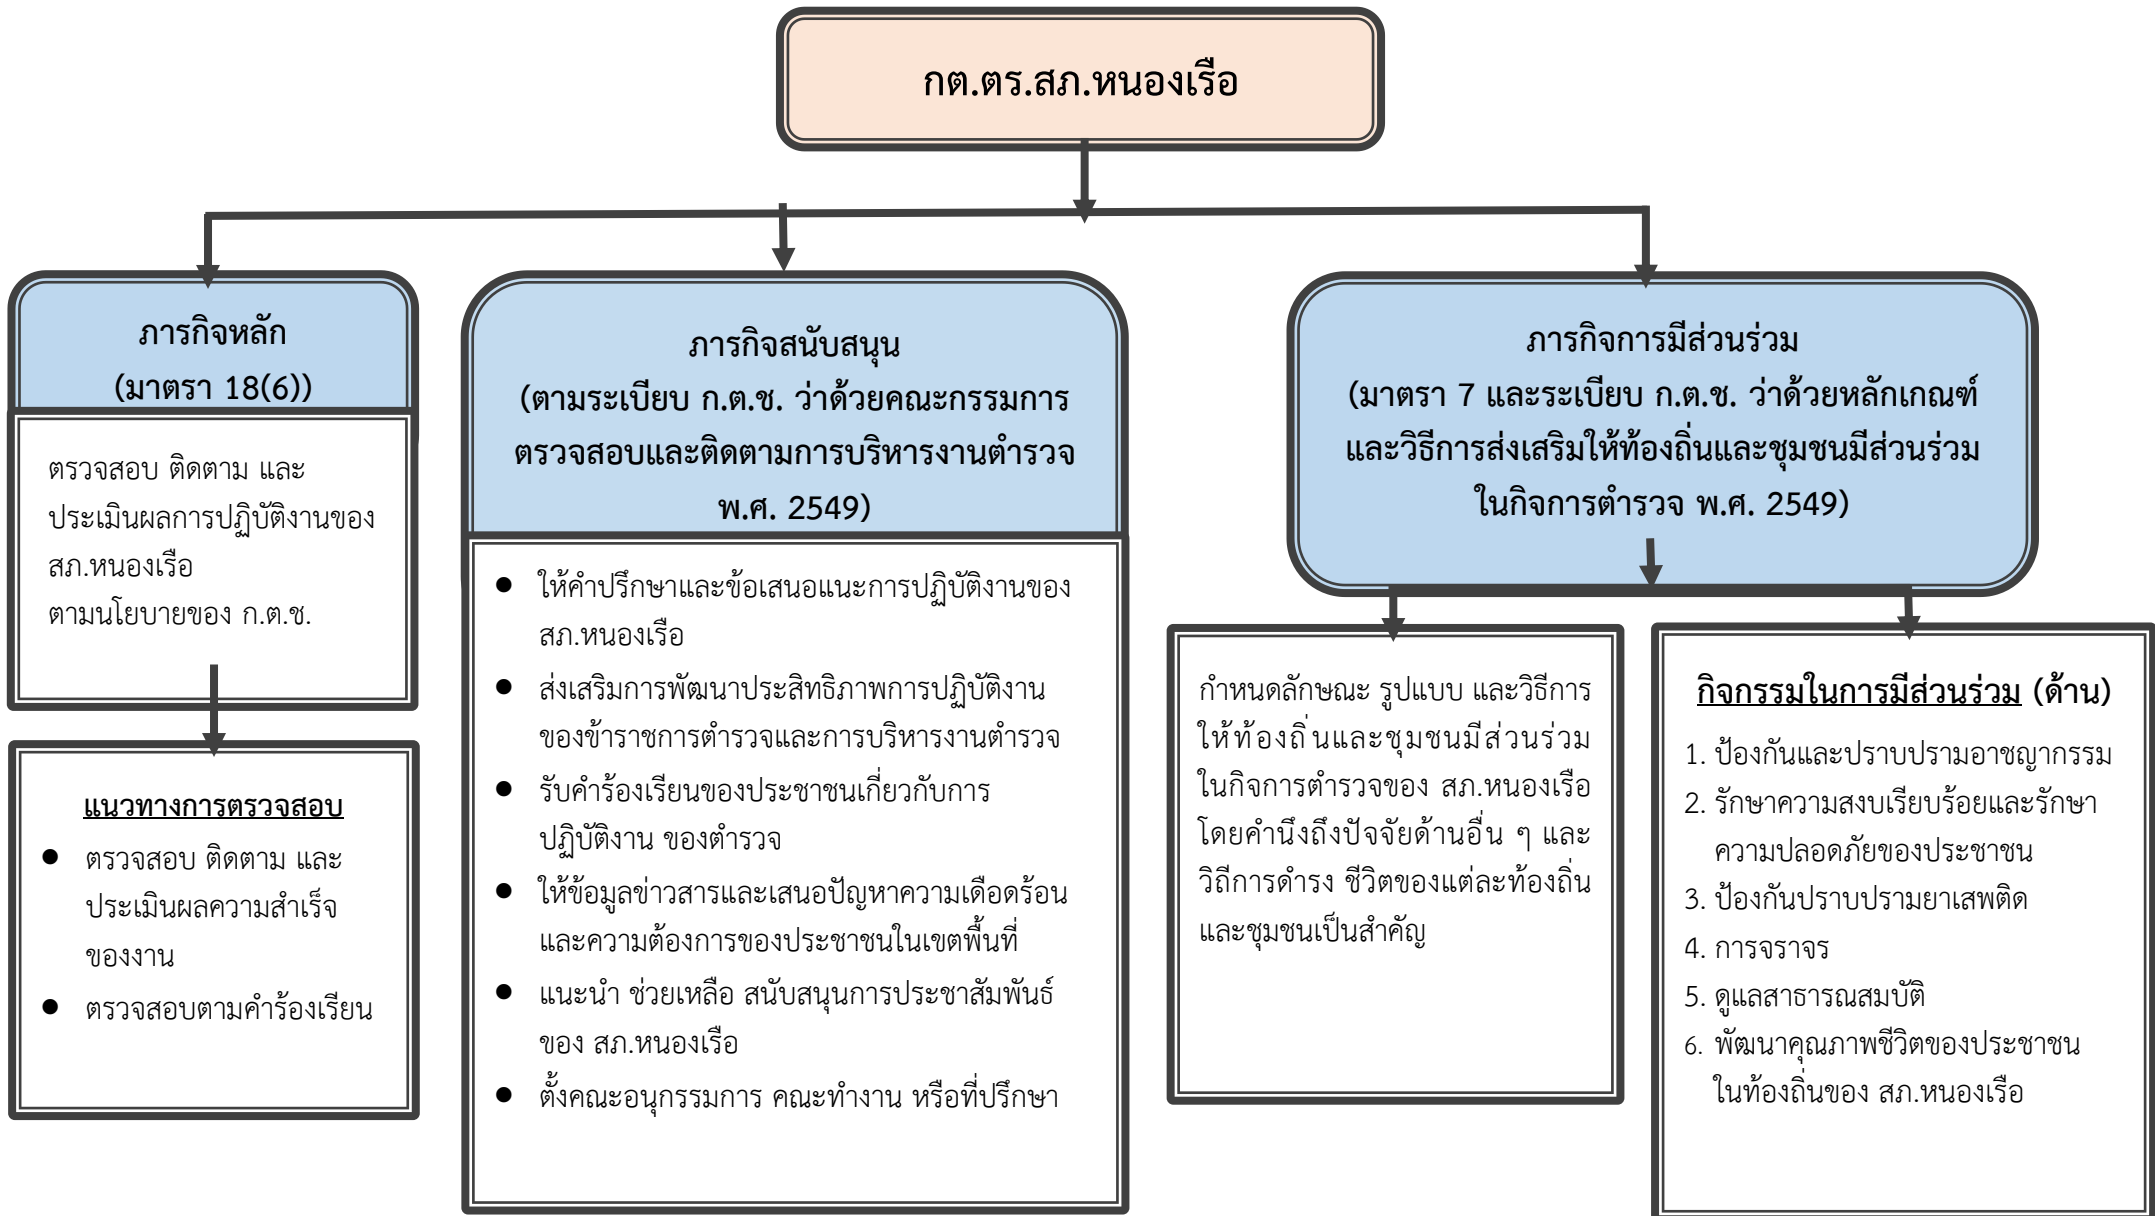 กต.ตร.สภ.หนองเรือ
ภารกิจหลัก
(มาตรา 18(6))
ตรวจสอบ ติดตาม และ
ประเมินผลการปฏิบัติงานของ
สภ.หนองเรือ
ตามนโยบายของ ก.ต.ช.
แนวทางการตรวจสอบ
● ตรวจสอบ ติดตาม และ
ประเมินผลความสำเร็จ
ของงาน
● ตรวจสอบตามคำร้องเรียน
ภารกิจสนับสนุน
(ตามระเบียบ ก.ต.ช. ว่าด้วยคณะกรรมการ
ตรวจสอบและติดตามการบริหารงานตำรวจ
พ.ศ. 2549)
● ให้คำปรึกษาและข้อเสนอแนะการปฏิบัติงานของ
สภ.หนองเรือ
● ส่งเสริมการพัฒนาประสิทธิภาพการปฏิบัติงาน
ของข้าราชการตำรวจและการบริหารงานตำรวจ
● รับคำร้องเรียนของประชาชนเกี่ยวกับการ
ปฏิบัติงาน ของตำรวจ
● ให้ข้อมูลข่าวสารและเสนอปัญหาความเดือดร้อน
และความต้องการของประชาชนในเขตพื้นที่
● แนะนำ ช่วยเหลือ สนับสนุนการประชาสัมพันธ์
ของ สภ.หนองเรือ
● ตั้งคณะอนุกรรมการ คณะทำงาน หรือที่ปรึกษา
ภารกิจการมีส่วนร่วม
(มาตรา 7 และระเบียบ ก.ต.ช. ว่าด้วยหลักเกณฑ์
และวิธีการส่งเสริมให้ท้องถิ่นและชุมชนมีส่วนร่วม
ในกิจการตำรวจ พ.ศ. 2549)
กำหนดลักษณะ รูปแบบ และวิธีการ
ให้ท้องถิ่นและชุมชนมีส่วนร่วม
ในกิจการตำรวจของ สภ.หนองเรือ
โดยคำนึงถึงปัจจัยด้านอื่น ๆ และ
วิถีการดำรง ชีวิตของแต่ละท้องถิ่น
และชุมชนเป็นสำคัญ
กิจกรรมในการมีส่วนร่วม (ด้าน)
1. ป้องกันและปราบปรามอาชญากรรม
2. รักษาความสงบเรียบร้อยและรักษา
ความปลอดภัยของประชาชน
3. ป้องกันปราบปรามยาเสพติด
4. การจราจร
5. ดูแลสาธารณสมบัติ
6. พัฒนาคุณภาพชีวิตของประชาชน
ในท้องถิ่นของ สภ.หนองเรือ